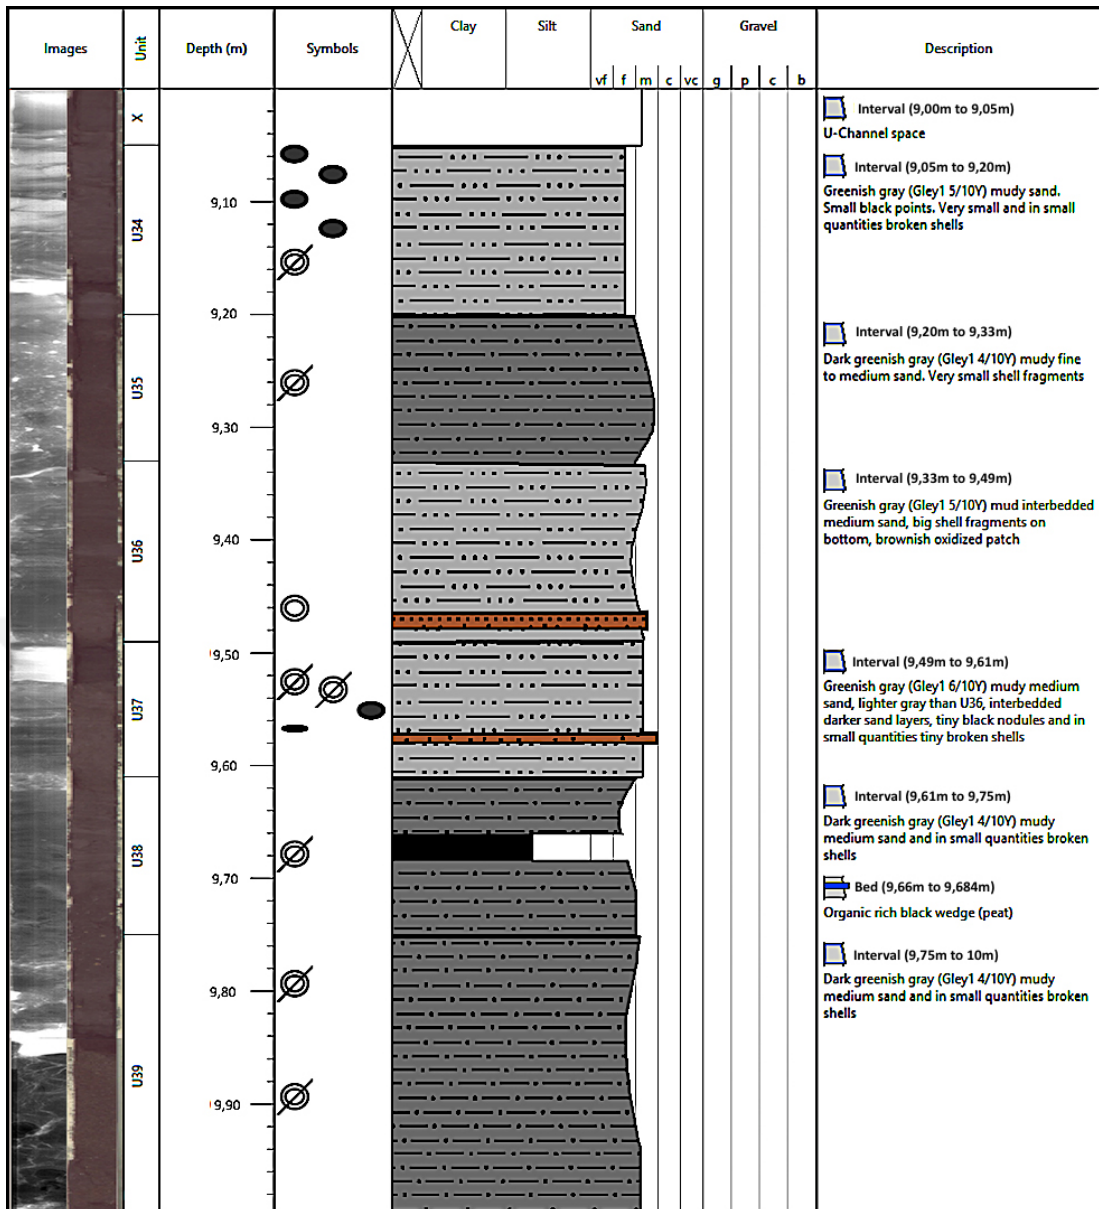 Images
Unit
Depth (m)
Symbols
Clay
Silt
Sand
Gravel
vf f m c vc g p c b
Description
X
U34
U35
U36
U37
U38
U39
9,10
9,20
9,30
9,40
9,50
9,60
9,70
9,80
9,90
Interval (9,00m to 9,05m)
U-Channel space
Interval (9,05m to 9,20m)
Greenish gray (Gley1 5/10Y) mudy sand.
Small black points. Very small and in small
quantities broken shells
Interval (9,20m to 9,33m)
Dark greenish gray (Gley1 4/10Y) mudy fine
to medium sand. Very small shell fragments
Interval (9,33m to 9,49m)
Greenish gray (Gley1 5/10Y) mud interbedded
medium sand, big shell fragments on
bottom, brownish oxidized patch
Interval (9,49m to 9,61m)
Greenish gray (Gley1 6/10Y) mudy medium
sand, lighter gray than U36, interbedded
darker sand layers, tiny black nodules and in
small quantities tiny broken shells
Interval (9,61m to 9,75m)
Dark greenish gray (Gley1 4/10Y) mudy
medium sand and in small quantities broken
shells
Bed (9,66m to 9,684m)
Organic rich black wedge (peat)
Interval (9,75m to 10m)
Dark greenish gray (Gley1 4/10Y) mudy
medium sand and in small quantities broken
shells